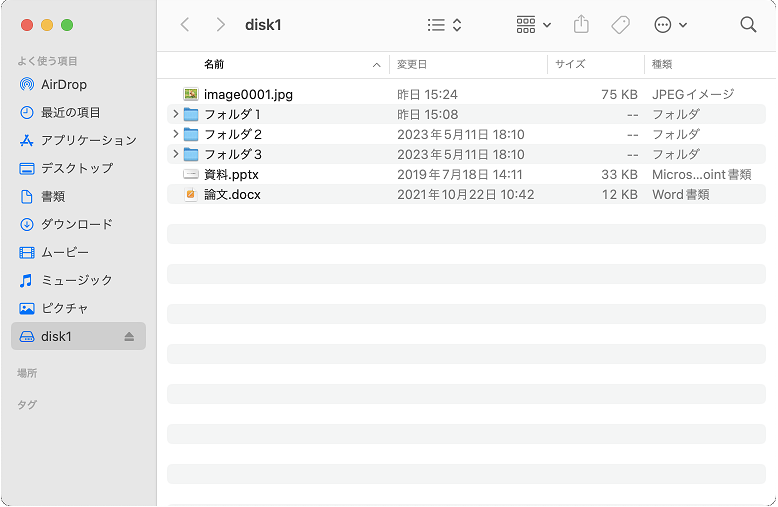 disk1
よく使う項目
AirDrop
最近の項目
アプリケーション
デスクトップ
書類
ダウンロード
ムービー
ミュージック
ピクチャ
disk1
場所
タグ
名前 変更日 サイズ 種類
image0001.jpg 昨日 15:24 75 KB JPEGイメージ
フォルダ1 昨日 15:08 -- フォルダ
フォルダ2 2023年5月11日 18:10 -- フォルダ
フォルダ3 2023年5月11日 18:10 -- フォルダ
資料.pptx 2019年7月18日 14:11 33 KB Micros...oint書類
論文.docx 2021年10月22日 10:42 12 KB Word書類